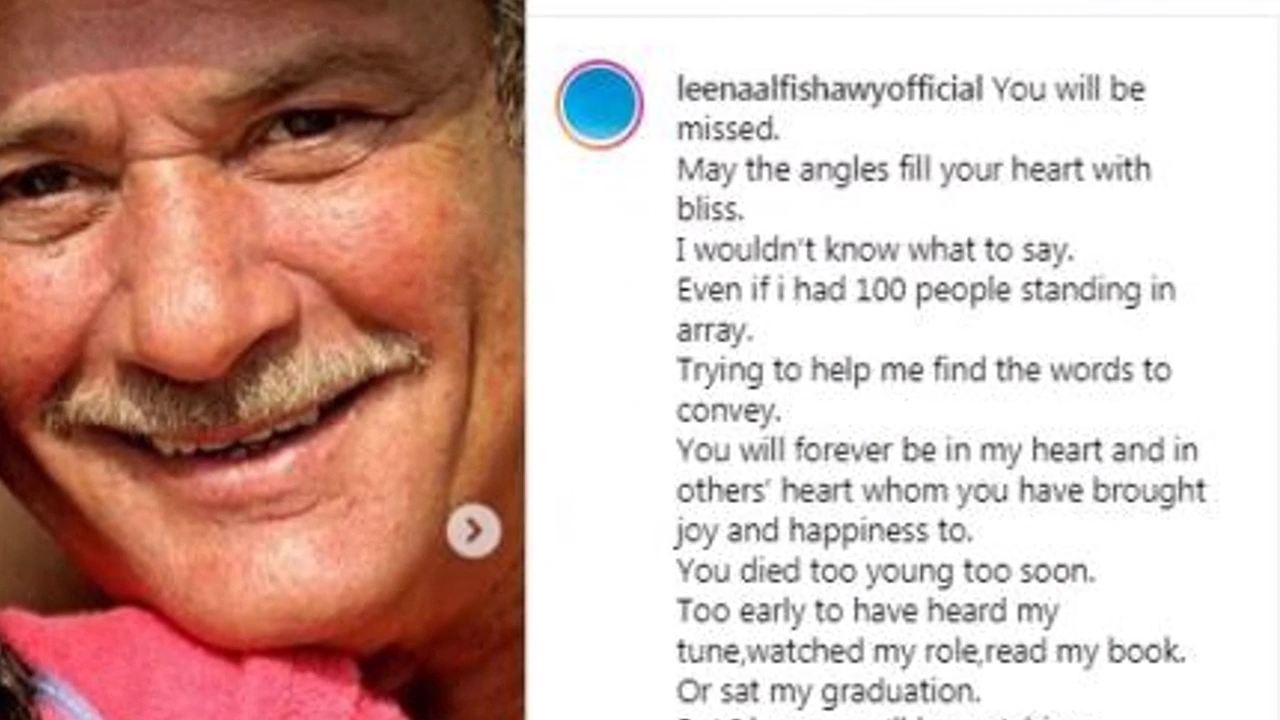 leenaalfishawyofficial You will be
missed.
May the angles fill your heart with
bliss.
I wouldn't know what to say.
Even if i had 100 people standing in
array.
Trying to help me find the words to
convey.
You will forever be in my heart and in
others' heart whom you have brought
joy and happiness to.
You died too young too soon.
Too early to have heard my
tune,watched my role,read my book.
Or sat my graduation.